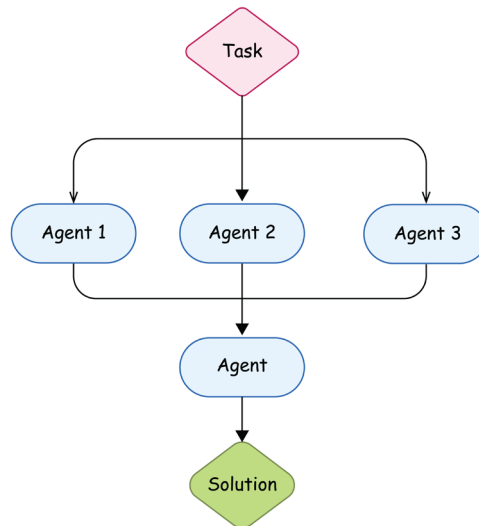 Task
Agent 1
Agent 2
Agent 3
Agent
Solution